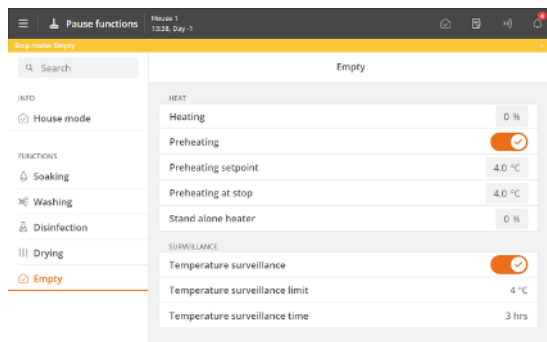 Pause functions
House 1
13:38, Day -1
Stop mode: Empty
Search
Empty
INFO
House mode
FUNCTIONS
Soaking
Washing
Disinfection
Drying
Empty
HEAT
Heating 0 %
Preheating
Preheating setpoint 4.0 °C
Preheating at stop 4.0 °C
Stand alone heater 0 %
SURVEILLANCE
Temperature surveillance
Temperature surveillance limit 4 °C
Temperature surveillance time 3 hrs